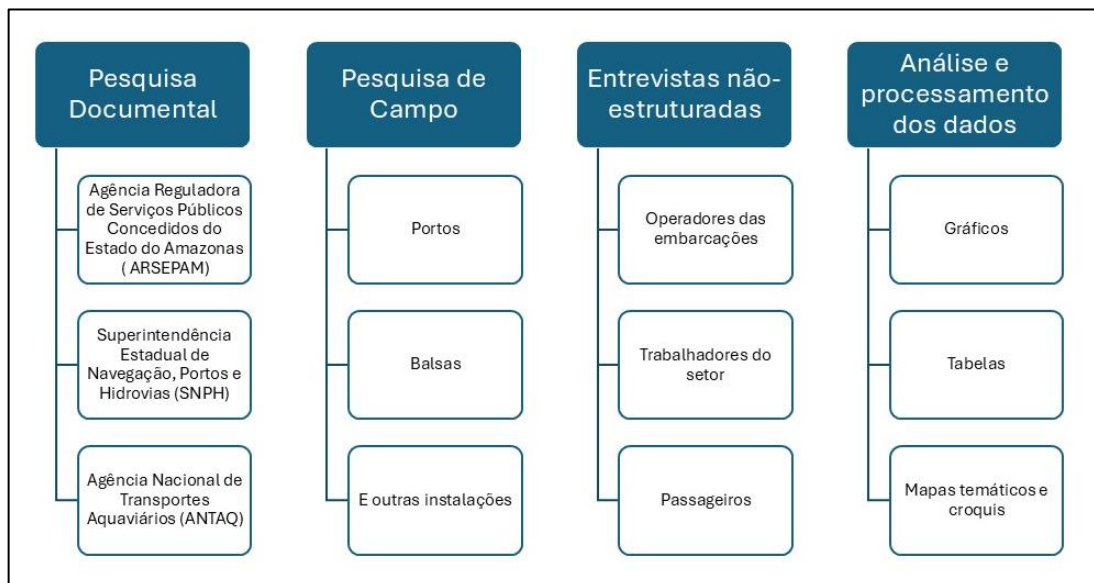 Pesquisa
Documental
Agência Reguladora
de Serviços Públicos
Concedidos do
Estado do Amazonas
( ARSEPAM)
Superintendência
Estadual de
Navegação, Portos e
Hidrovias (SNPH)
Agência Nacional de
Transportes
Aquaviários (ANTAQ)
Pesquisa de
Campo
Portos
Balsas
E outras instalações
Entrevistas não-
estruturadas
Operadores das
embarcações
Trabalhadores do
setor
Passageiros
Análise e
processamento
dos dados
Gráficos
Tabelas
Mapas temáticos e
croquis